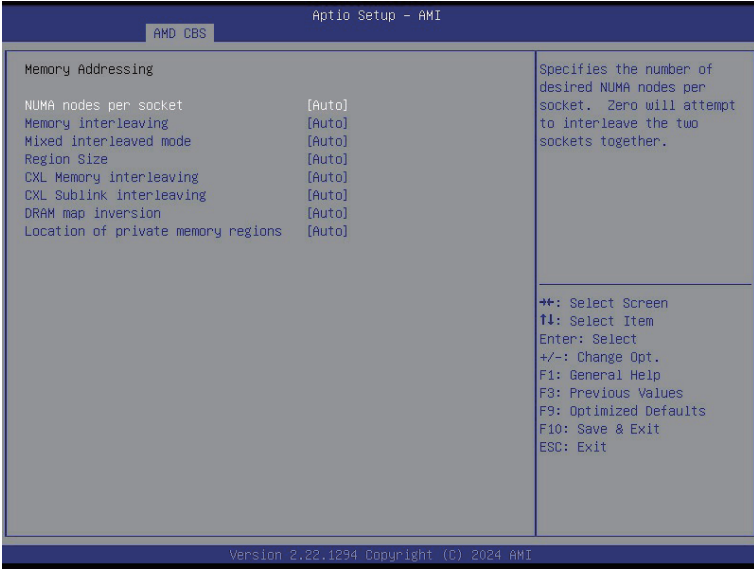 Aptio Setup – AMI
AMD CBS
Memory Addressing
NUMA nodes per socket [Auto]
Memory interleaving [Auto]
Mixed interleaved mode [Auto]
Region Size [Auto]
CXL Memory interleaving [Auto]
CXL Sublink interleaving [Auto]
DRAM map inversion [Auto]
Location of private memory regions [Auto]
Specifies the number of
desired NUMA nodes per
socket. Zero will attempt
to interleave the two
sockets together.
→←: Select Screen
↑↓: Select Item
Enter: Select
+/-: Change Opt.
F1: General Help
F3: Previous Values
F9: Optimized Defaults
F10: Save & Exit
ESC: Exit
Version 2.22.1294 Copyright (C) 2024 AMI